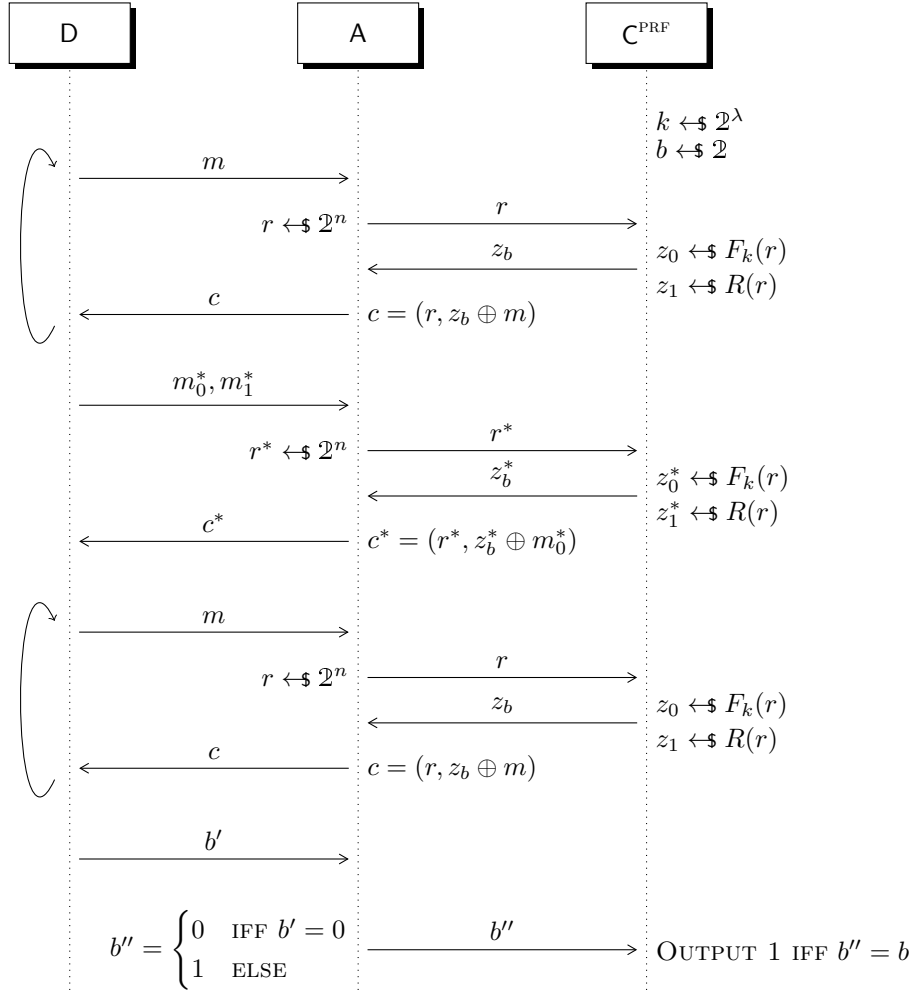 D A C^PRF
k ←$ 𝟚^λ
b ←$ 𝟚
m
r ←$ 𝟚^n
r
z_b
z_0 ←$ F_k(r)
z_1 ←$ R(r)
c
c = (r, z_b ⊕ m)
m_0^*, m_1^*
r^* ←$ 𝟚^n
r^*
z_b^*
z_0^* ←$ F_k(r)
z_1^* ←$ R(r)
c^*
c^* = (r^*, z_b^* ⊕ m_0^*)
m
r ←$ 𝟚^n
r
z_b
z_0 ←$ F_k(r)
z_1 ←$ R(r)
c
c = (r, z_b ⊕ m)
b′
b′′ = { 0 IFF b′ = 0
1 ELSE
b′′
OUTPUT 1 IFF b′′ = b